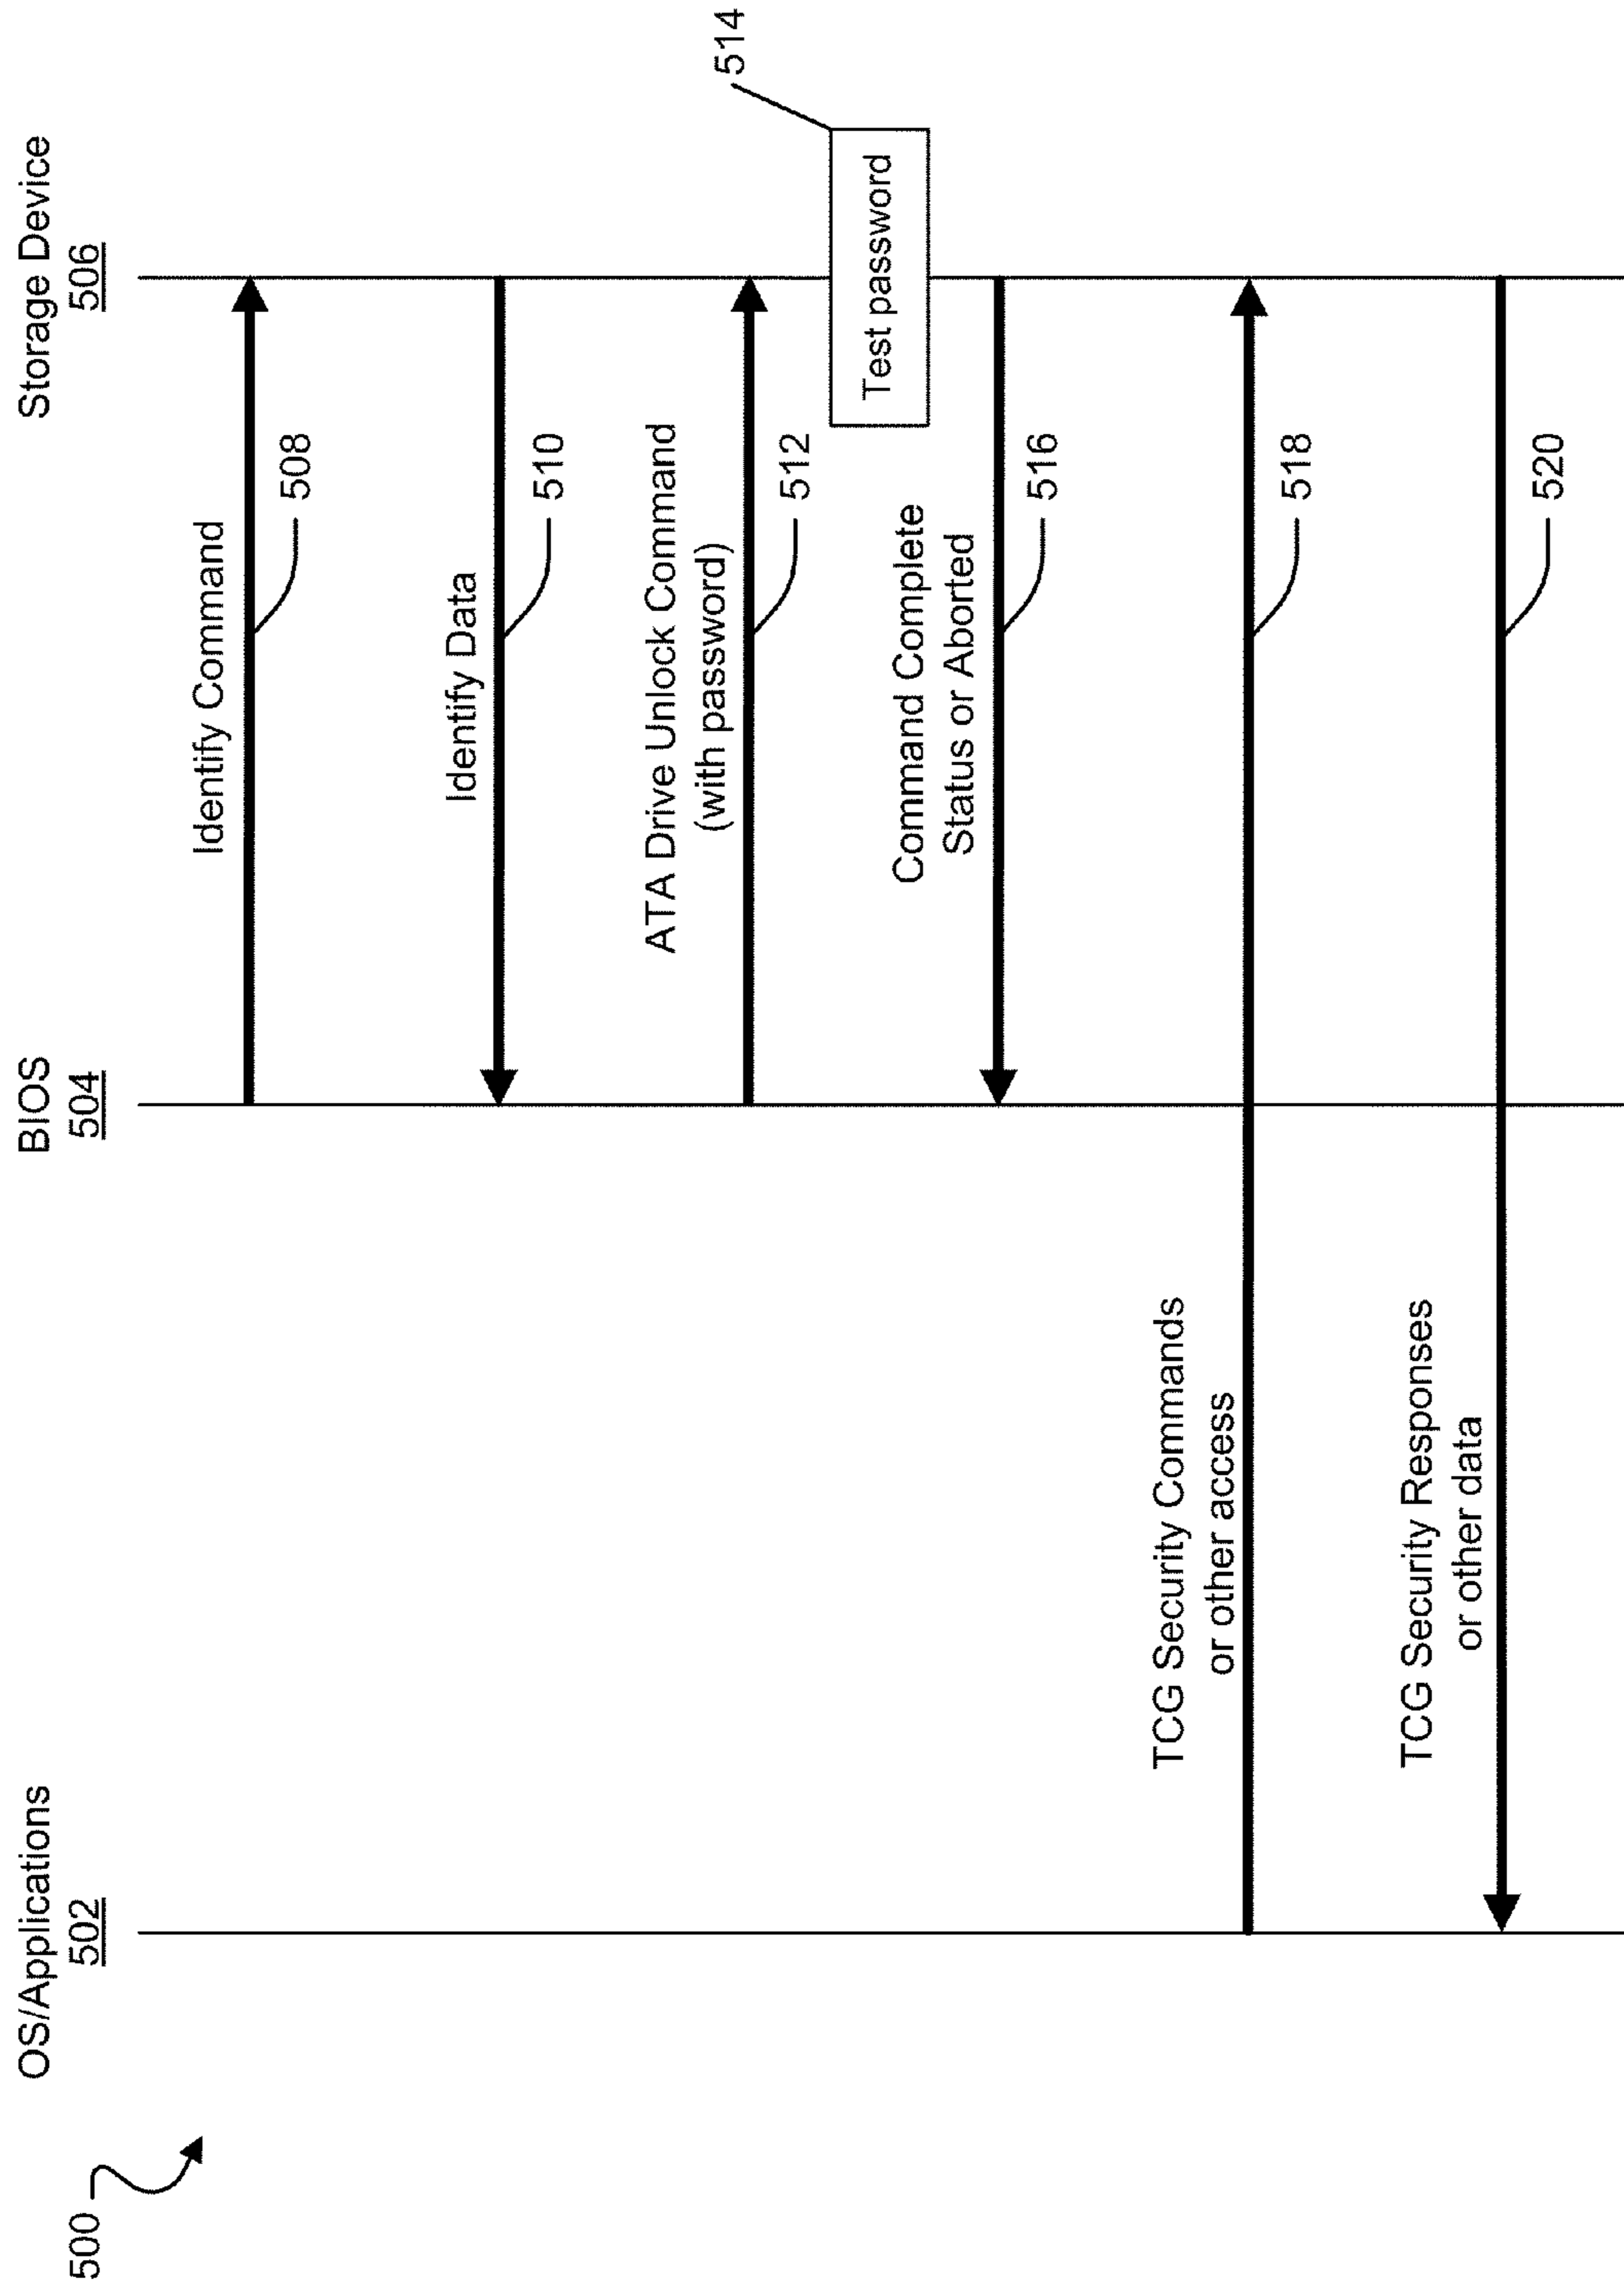 500
OS/Applications
502
BIOS
504
Storage Device
506
Identify Command
508
Identify Data
510
ATA Drive Unlock Command
(with password)
512
Test password
514
Command Complete
Status or Aborted
516
TCG Security Commands
or other access
518
TCG Security Responses
or other data
520